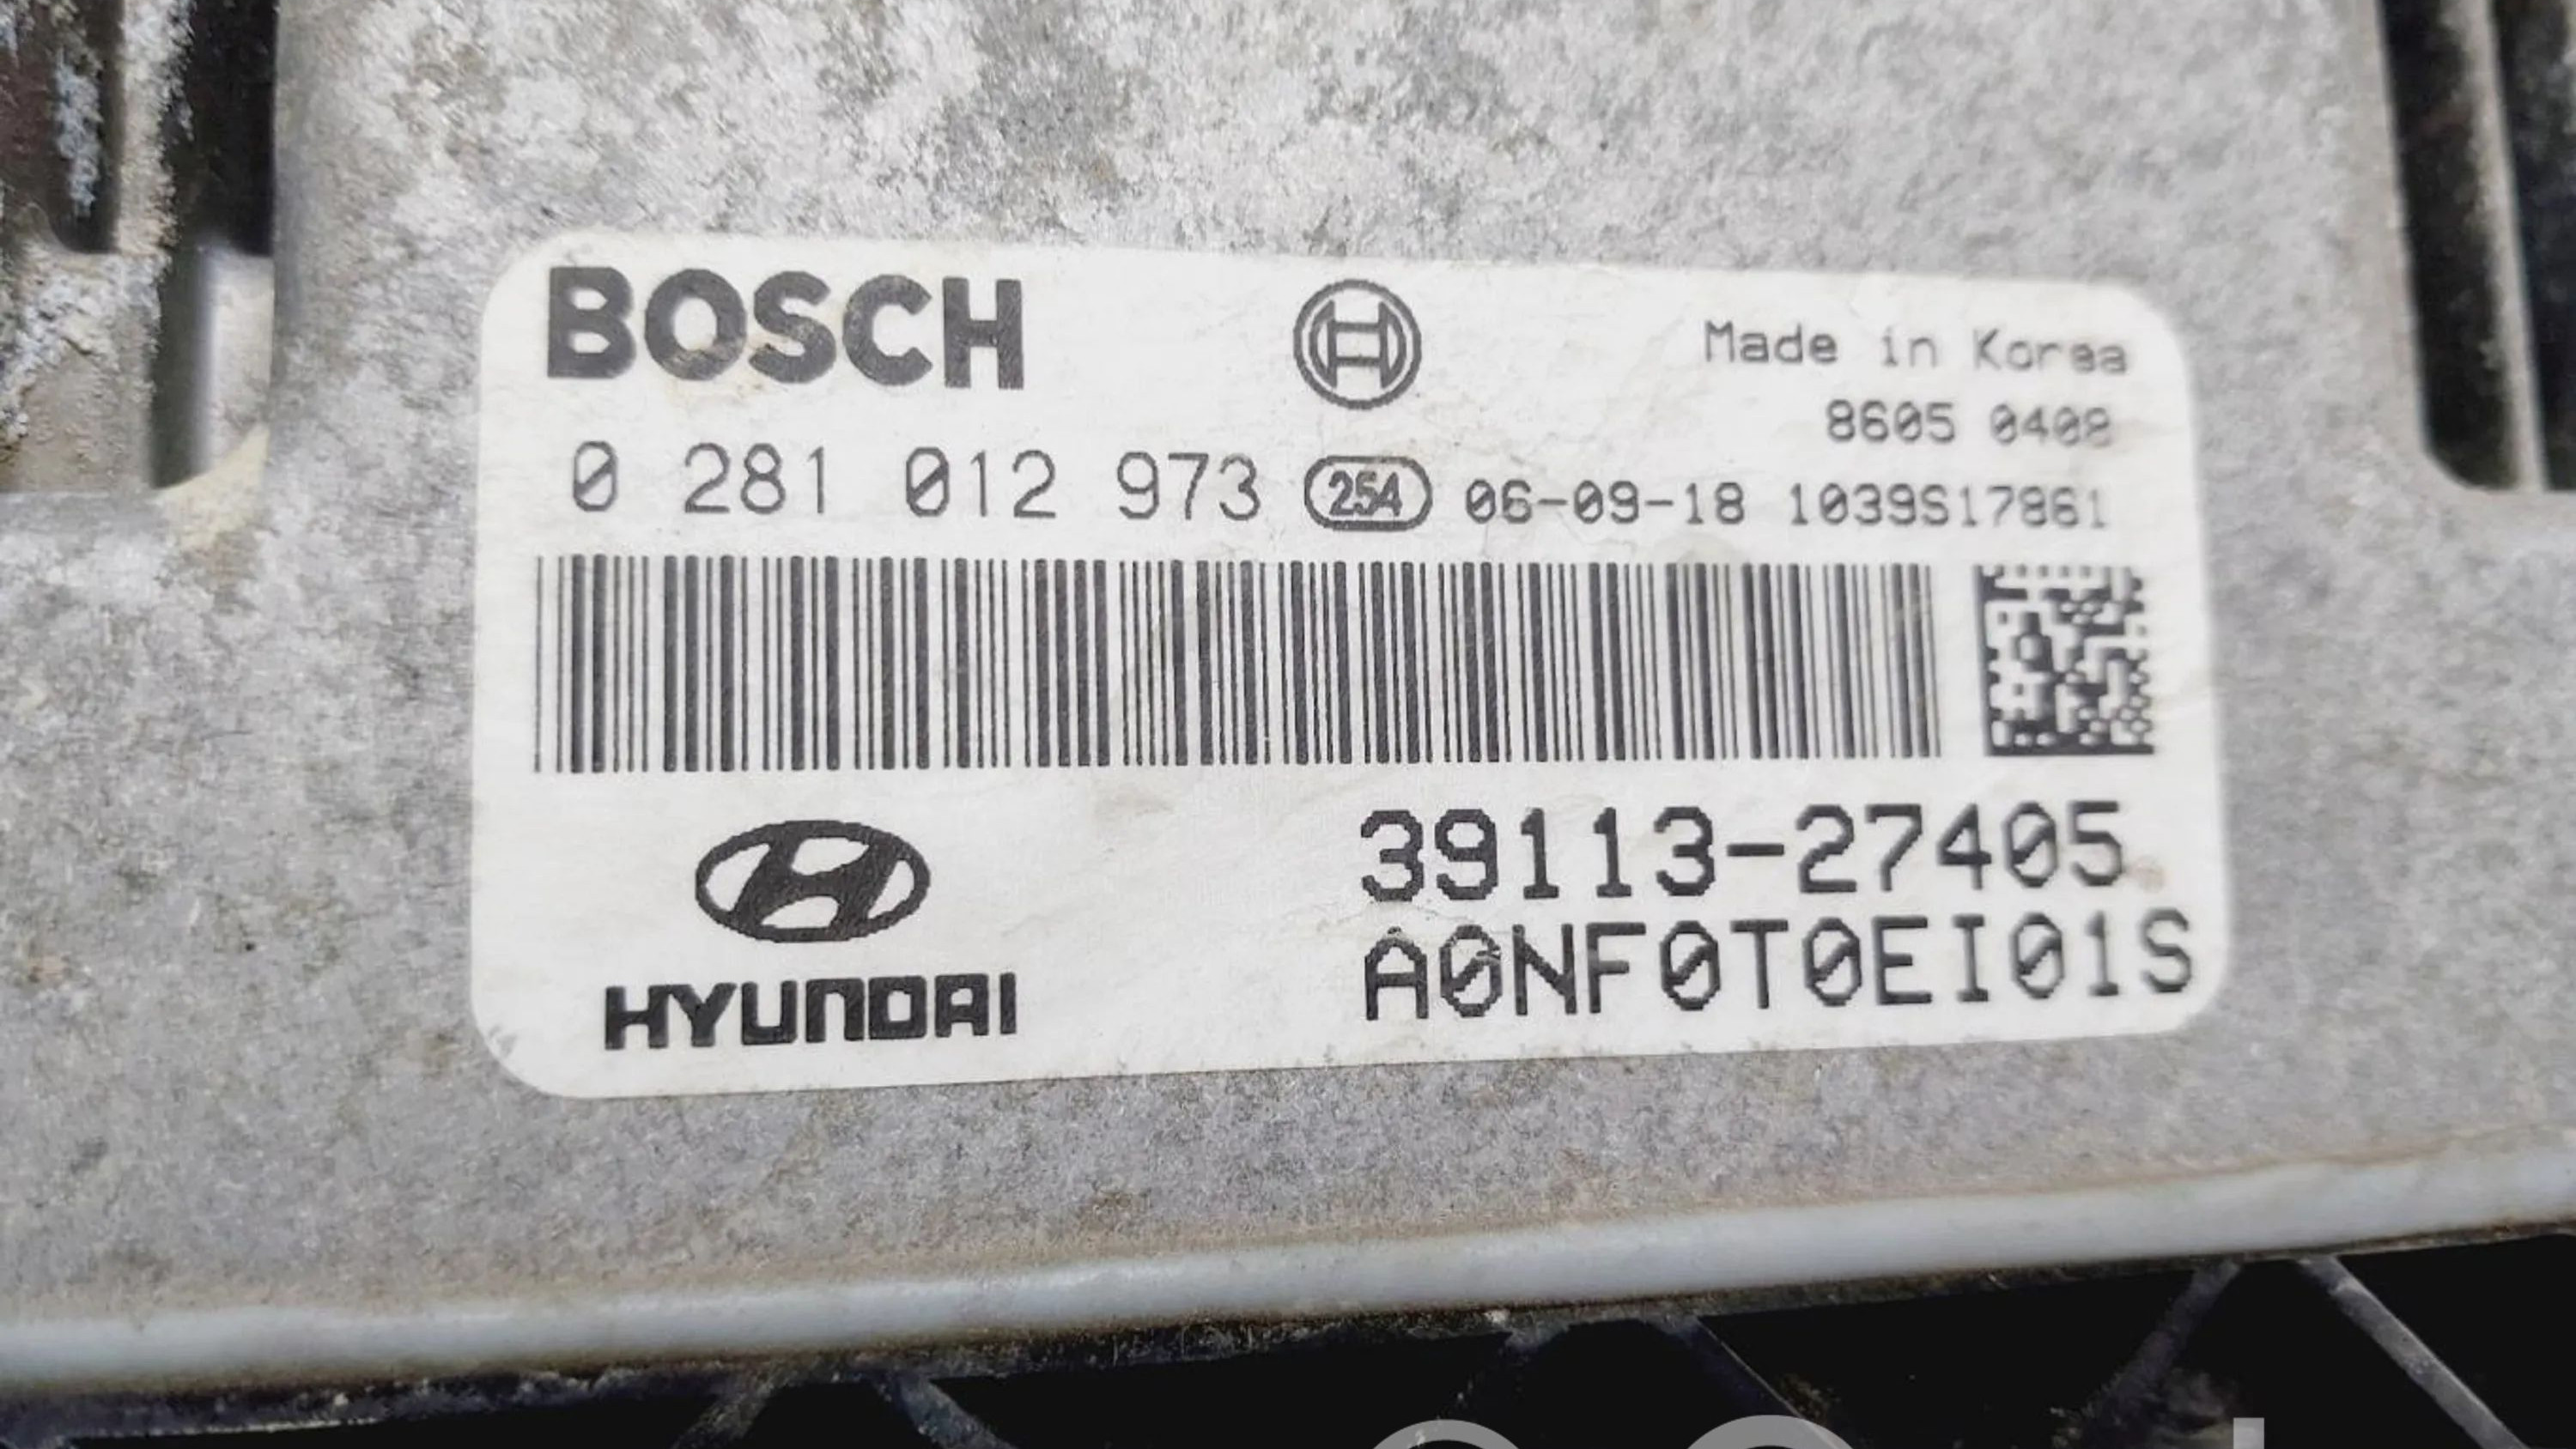 BOSCH
Made in Korea
8605 0408
0 281 012 973 254 06-09-18 1039S17861
39113-27405
A0NF0T0EI01S
HYUNDAI